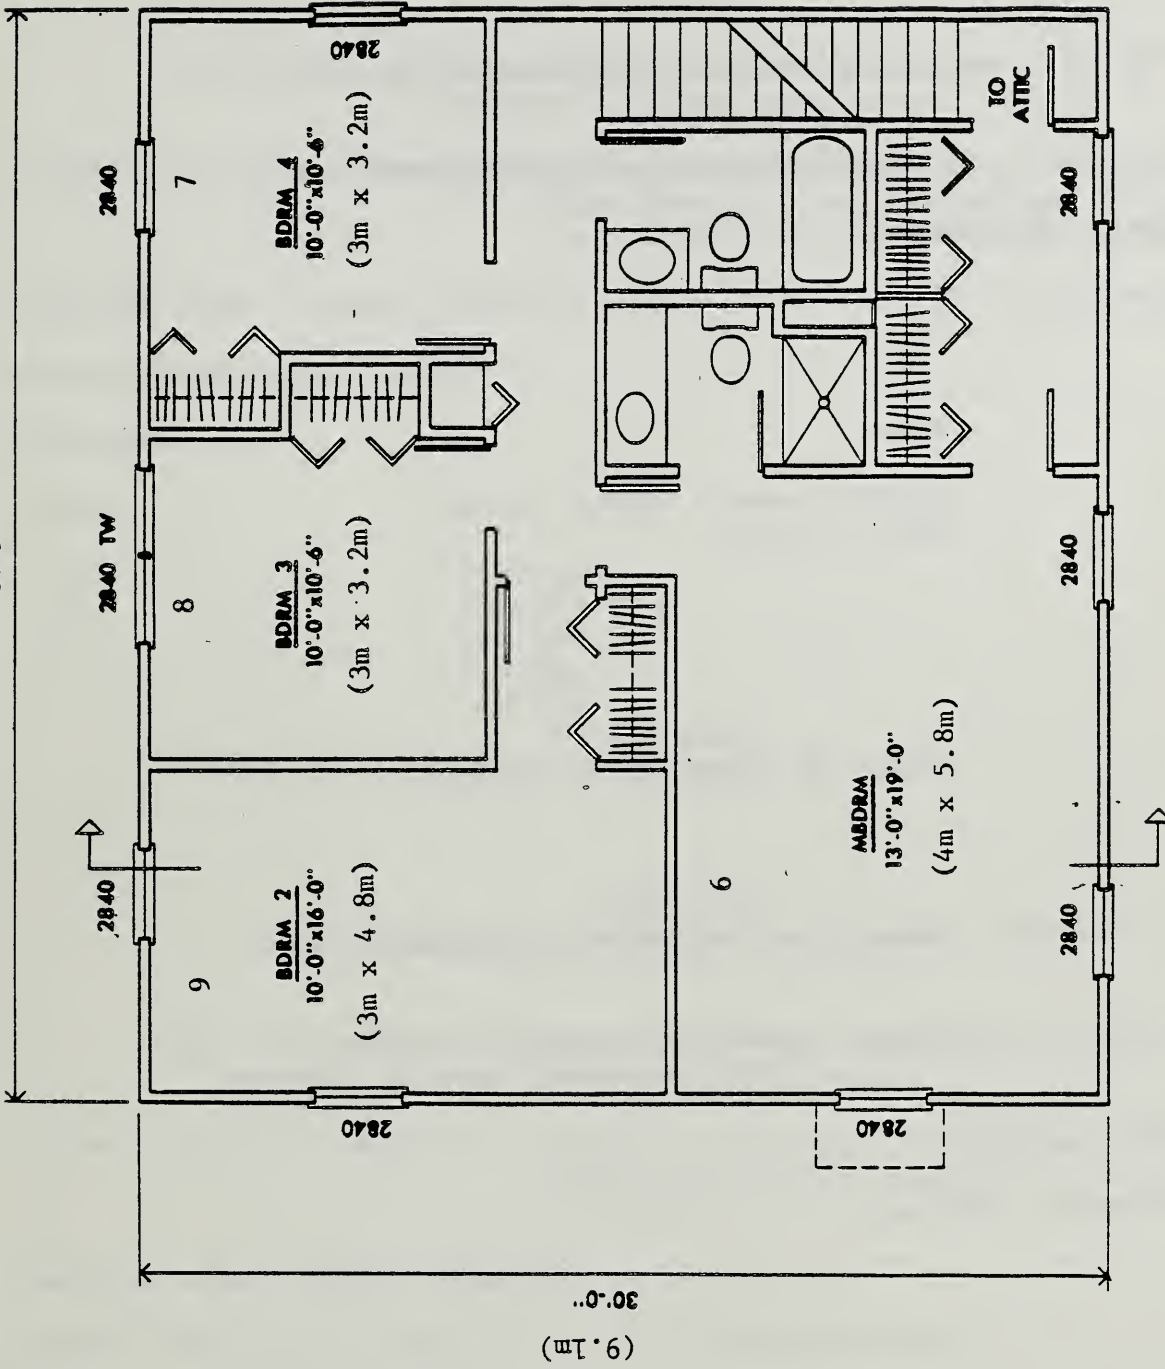 2840
2840
7
BDRM 4
10'-0"x10'-6"
(3m x 3.2m)
TO
ATTIC
2840
2840 TW
8
BDRM 3
10'-0"x10'-6"
(3m x 3.2m)
2840
2840
9
BDRM 2
10'-0"x16'-0"
(3m x 4.8m)
6
MBDRM
13'-0"x19'-0"
(4m x 5.8m)
2840
2840
2840
30'-0"
(9.1m)